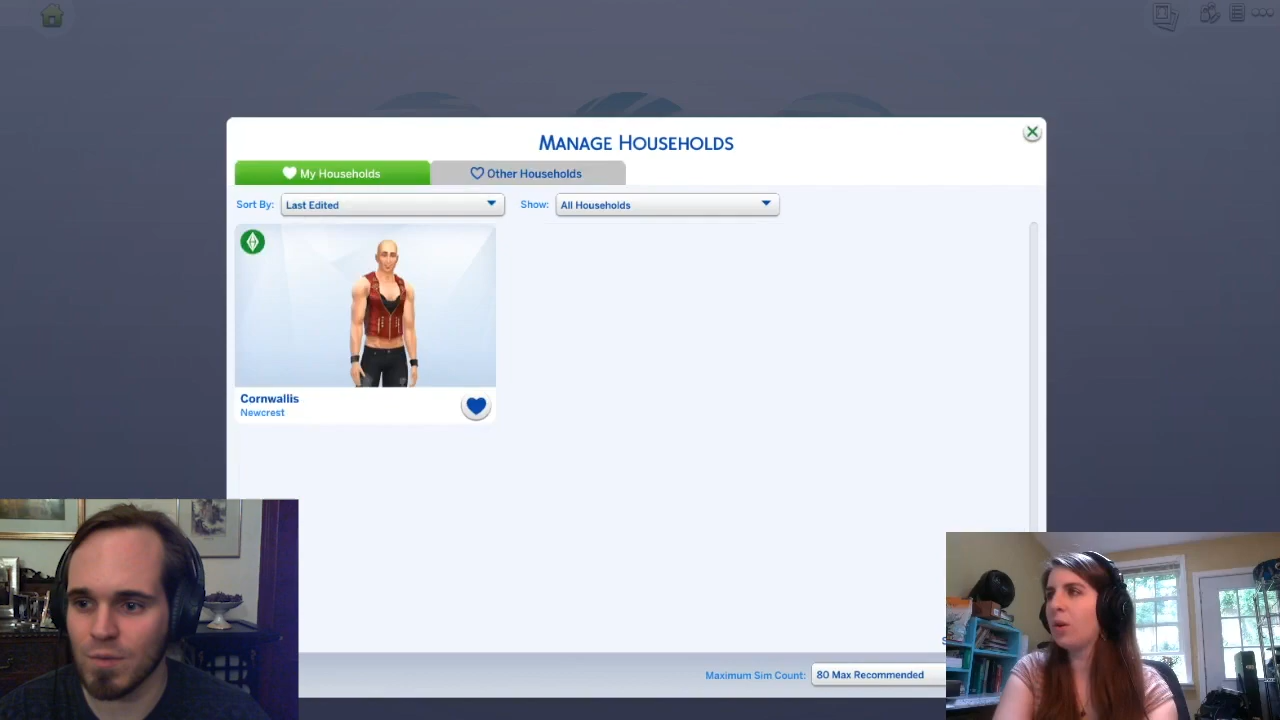 Manage Households
My Households
Other Households
Sort By:
Last Edited
Show:
All Households
Cornwallis
Newcrest
Maximum Sim Count:
80 Max Recommended